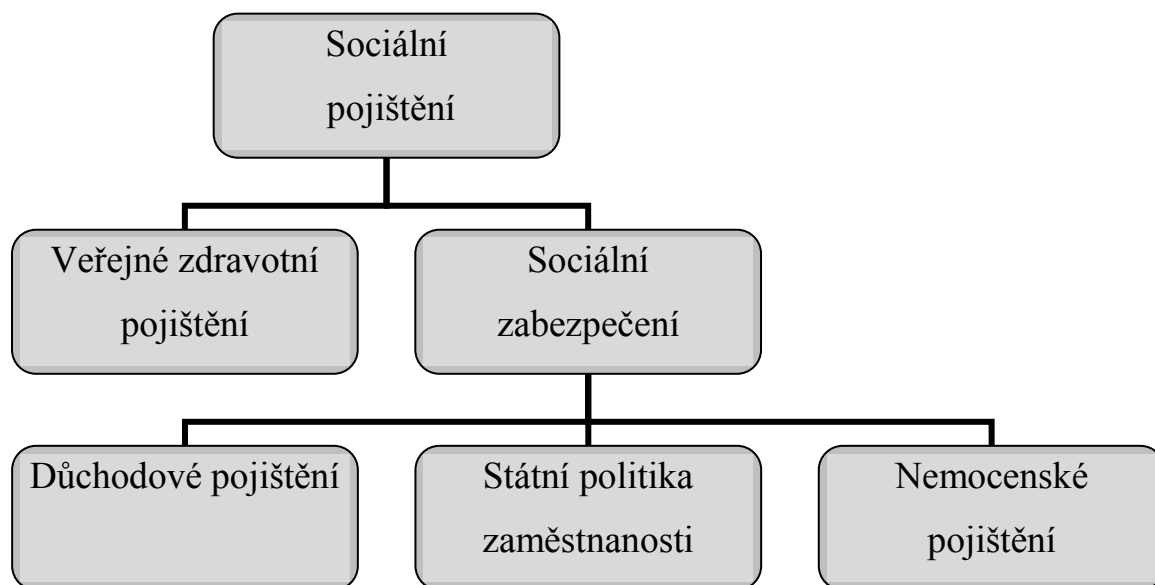 Sociální
pojištění
Veřejné zdravotní
pojištění
Sociální
zabezpečení
Důchodové pojištění
Státní politika
zaměstnanosti
Nemocenské
pojištění